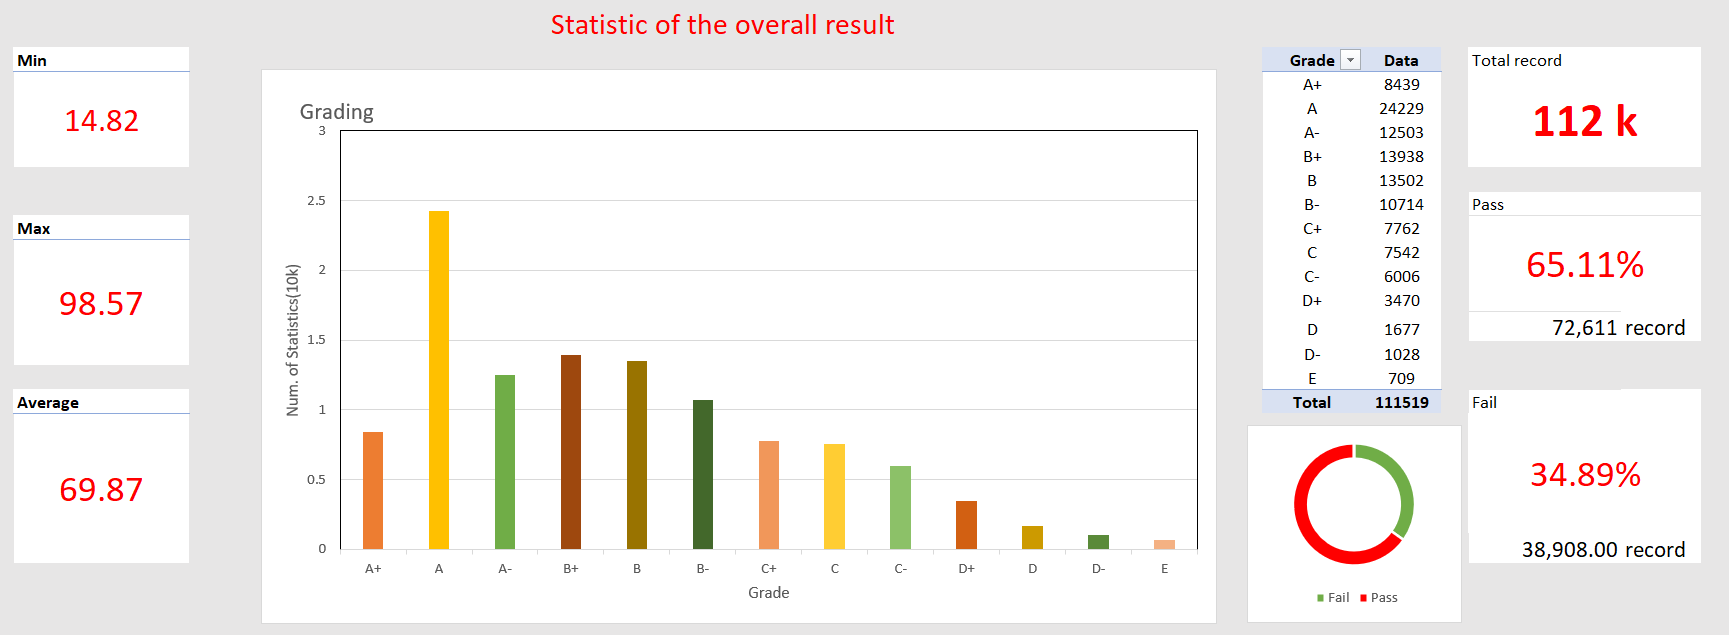 Statistic of the overall result
Min
14.82
Max
98.57
Average
69.87
Grading
Num. of Statistics(10k)
3
2.5
2
1.5
1
0.5
0
A+ A A- B+ B B- C+ C C- D+ D D- E
Grade
Grade Data
A+ 8439
A 24229
A- 12503
B+ 13938
B 13502
B- 10714
C+ 7762
C 7542
C- 6006
D+ 3470
D 1677
D- 1028
E 709
Total 111519
Fail Pass
Total record
112 k
Pass
65.11%
72,611 record
Fail
34.89%
38,908.00 record